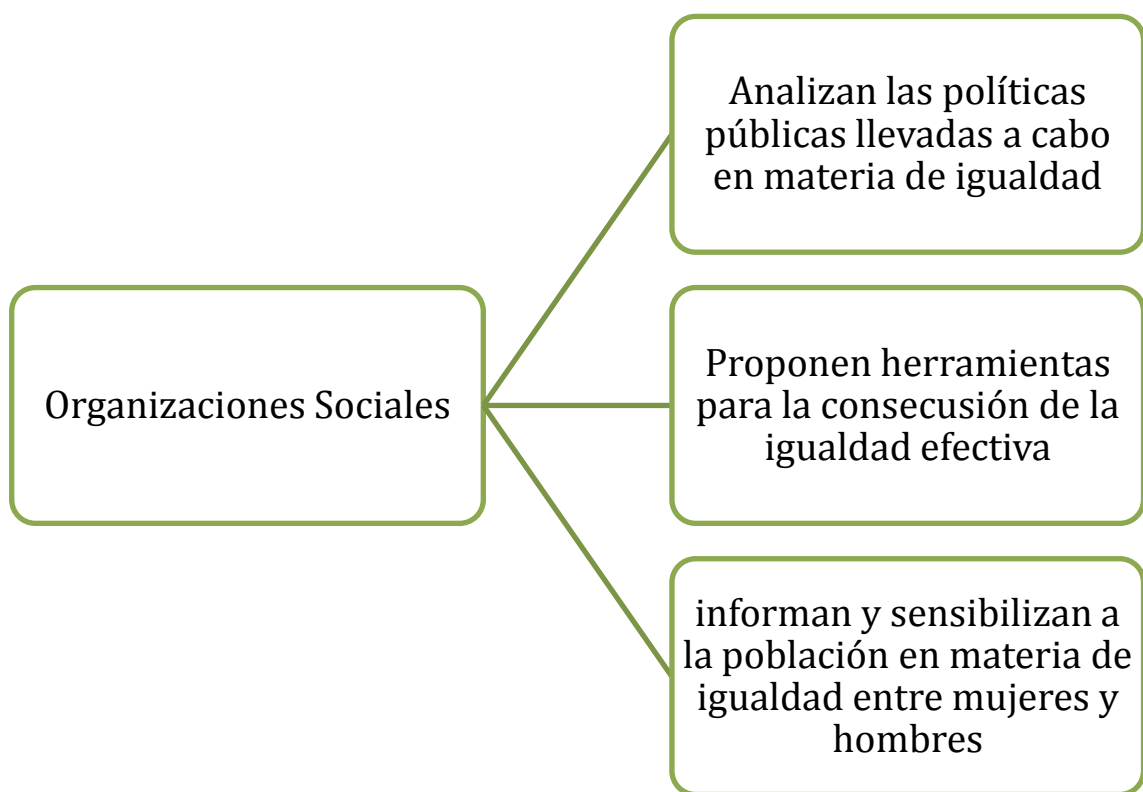 Organizaciones Sociales
Analizan las políticas
públicas llevadas a cabo
en materia de igualdad
Proponen herramientas
para la consecusión de la
igualdad efectiva
informan y sensibilizan a
la población en materia de
igualdad entre mujeres y
hombres